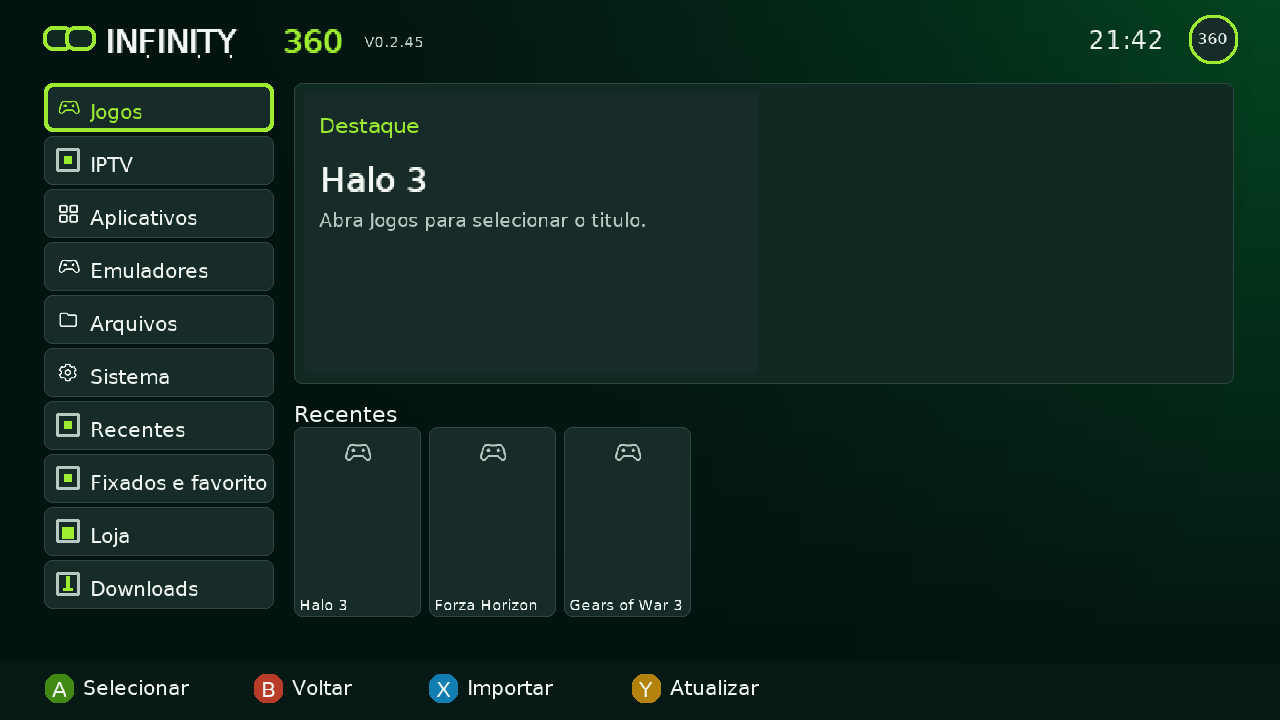 INFINITY 360 V0.2.45
21:42
360
Jogos
IPTV
Aplicativos
Emuladores
Arquivos
Sistema
Recentes
Fixados e favorito
Loja
Downloads
Destaque
Halo 3
Abra Jogos para selecionar o titulo.
Recentes
Halo 3
Forza Horizon
Gears of War 3
A Selecionar
B Voltar
X Importar
Y Atualizar